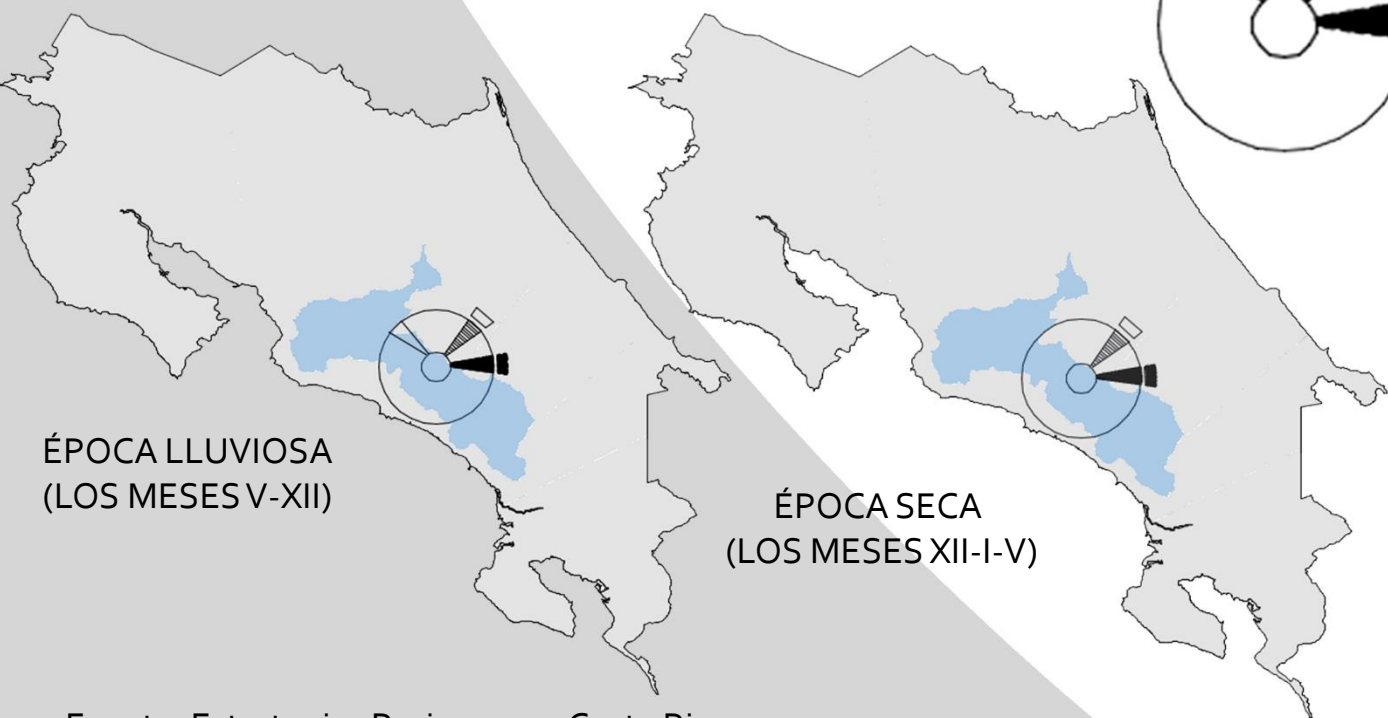 ÉPOCA LLUVIOSA
(LOS MESES V-XII)
ÉPOCA SECA
(LOS MESES XII-I-V)